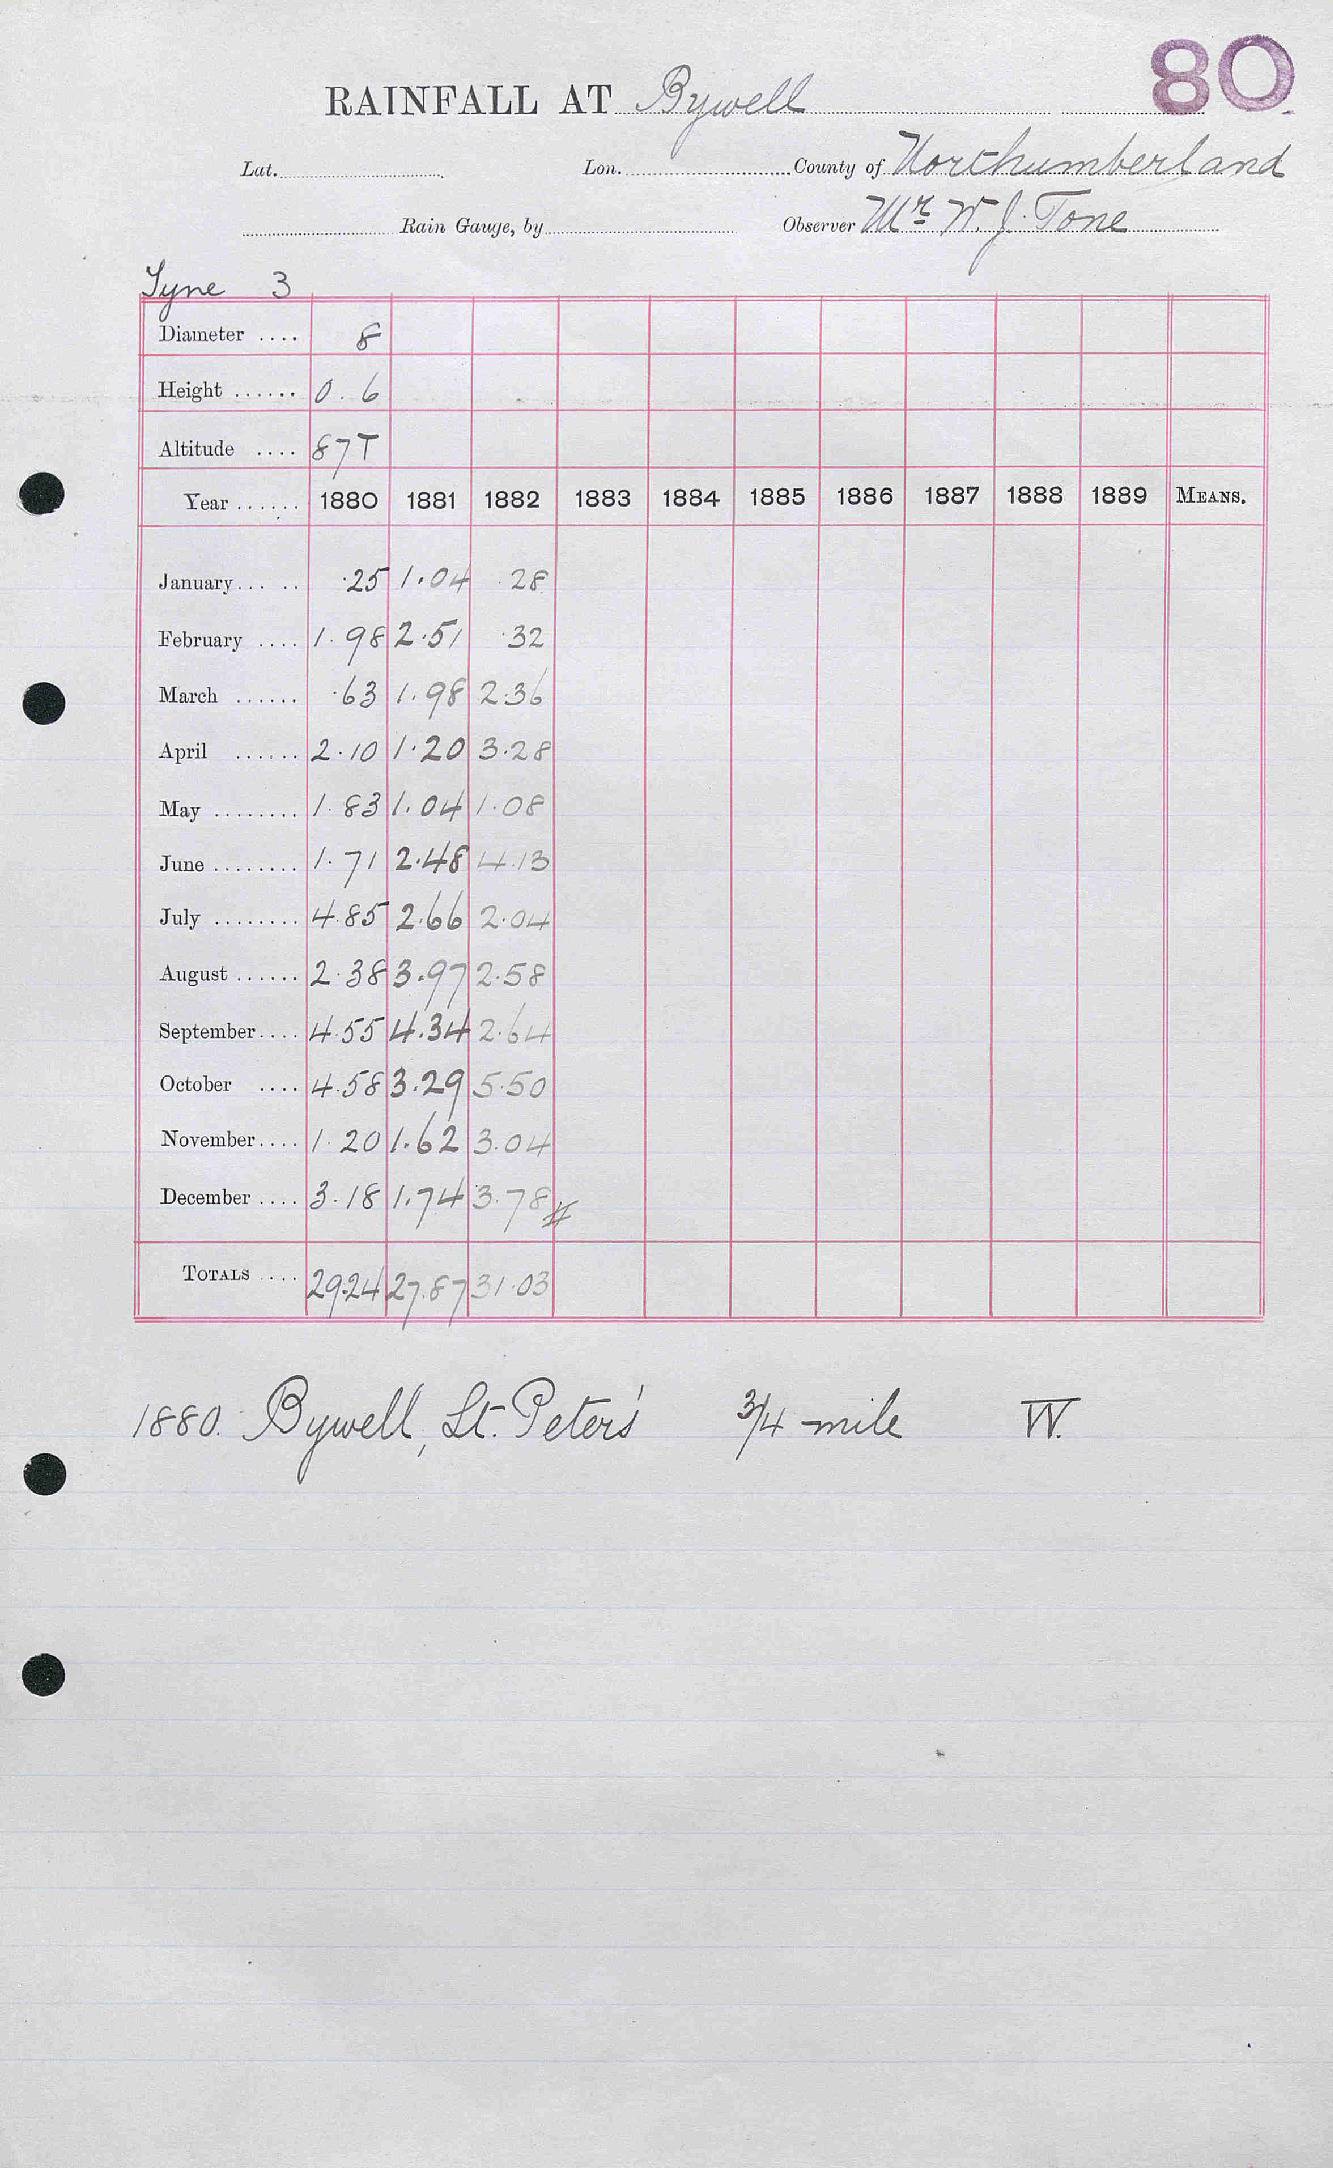 80
RAINFALL AT Bywell
Lat. Lon. County of Northumberland
Rain Gauge, by Observer Mr W. J. Tone
Tyne 3
Diameter .... 8
Height ...... 0.6
Altitude .... 87T
Year ...... 1880 1881 1882 1883 1884 1885 1886 1887 1888 1889 MEANS.
January ..... .25 1.04 .28
February .... 1.98 2.51 .32
March ...... .63 1.98 2.36
April ...... 2.10 1.20 3.28
May ........ 1.83 1.04 1.08
June ........ 1.71 2.48 4.13
July ........ 4.85 2.66 2.04
August ...... 2.38 3.97 2.58
September .... 4.55 4.34 2.64
October .... 4.58 3.29 5.50
November .... 1.20 1.62 3.04
December .... 3.18 1.74 3.78 #
TOTALS .... 29.24 27.87 31.03
1880. Bywell, St. Peter's 3/4 mile W.